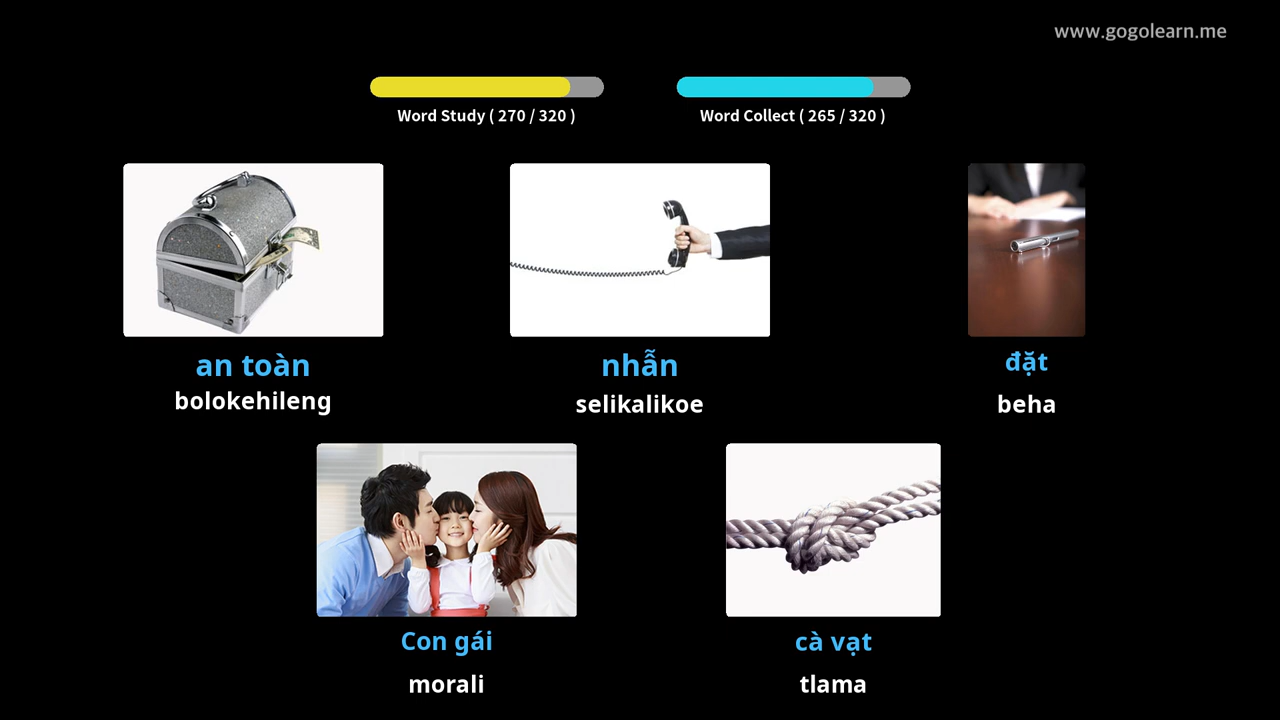 www.gogolearn.me
Word Study ( 270 / 320 )
Word Collect ( 265 / 320 )
an toàn
bolokehileng
nhẫn
selikalikoe
đặt
beha
Con gái
morali
cà vạt
tlama